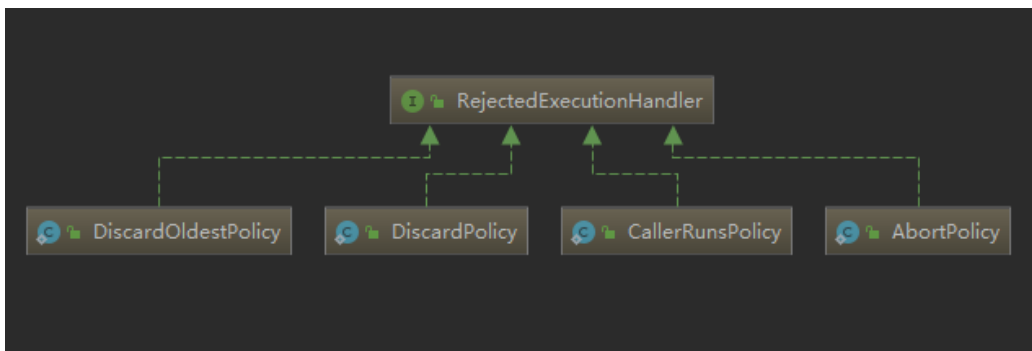 I RejectedExecutionHandler
C DiscardOldestPolicy
C DiscardPolicy
C CallerRunsPolicy
C AbortPolicy